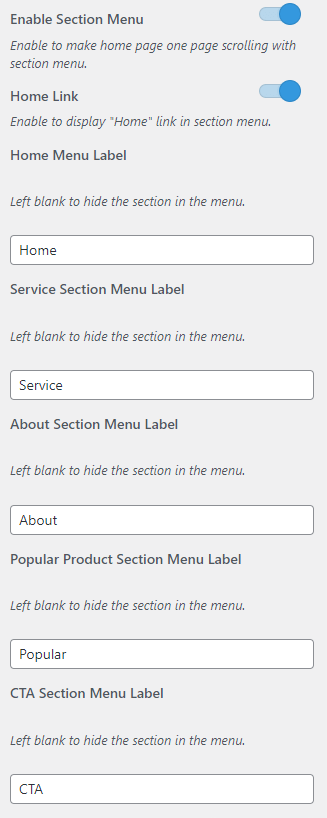 Enable Section Menu
Enable to make home page one page scrolling with
section menu.
Home Link
Enable to display "Home" link in section menu.
Home Menu Label
Left blank to hide the section in the menu.
Home
Service Section Menu Label
Left blank to hide the section in the menu.
Service
About Section Menu Label
Left blank to hide the section in the menu.
About
Popular Product Section Menu Label
Left blank to hide the section in the menu.
Popular
CTA Section Menu Label
Left blank to hide the section in the menu.
CTA